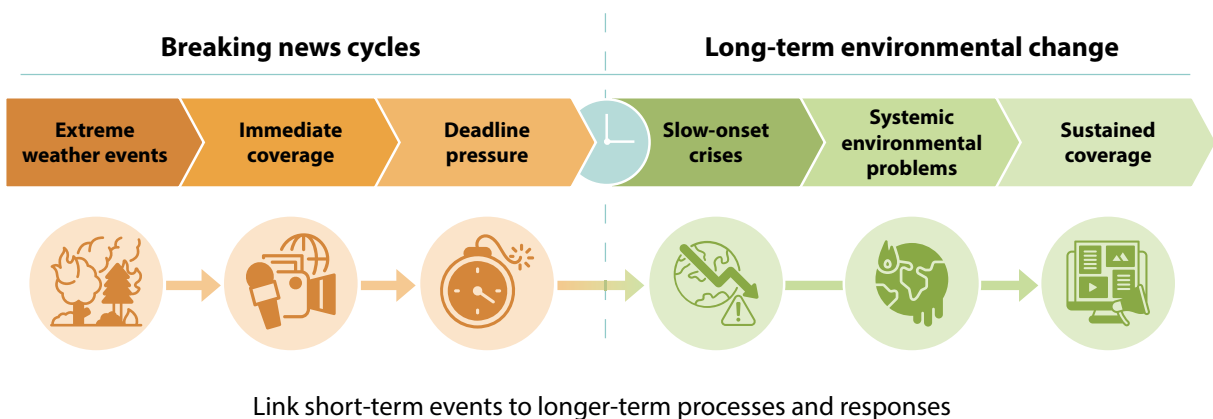 Breaking news cycles
Long-term environmental change
Extreme
weather events
Immediate
coverage
Deadline
pressure
Slow-onset
crises
Systemic
environmental
problems
Sustained
coverage
Link short-term events to longer-term processes and responses